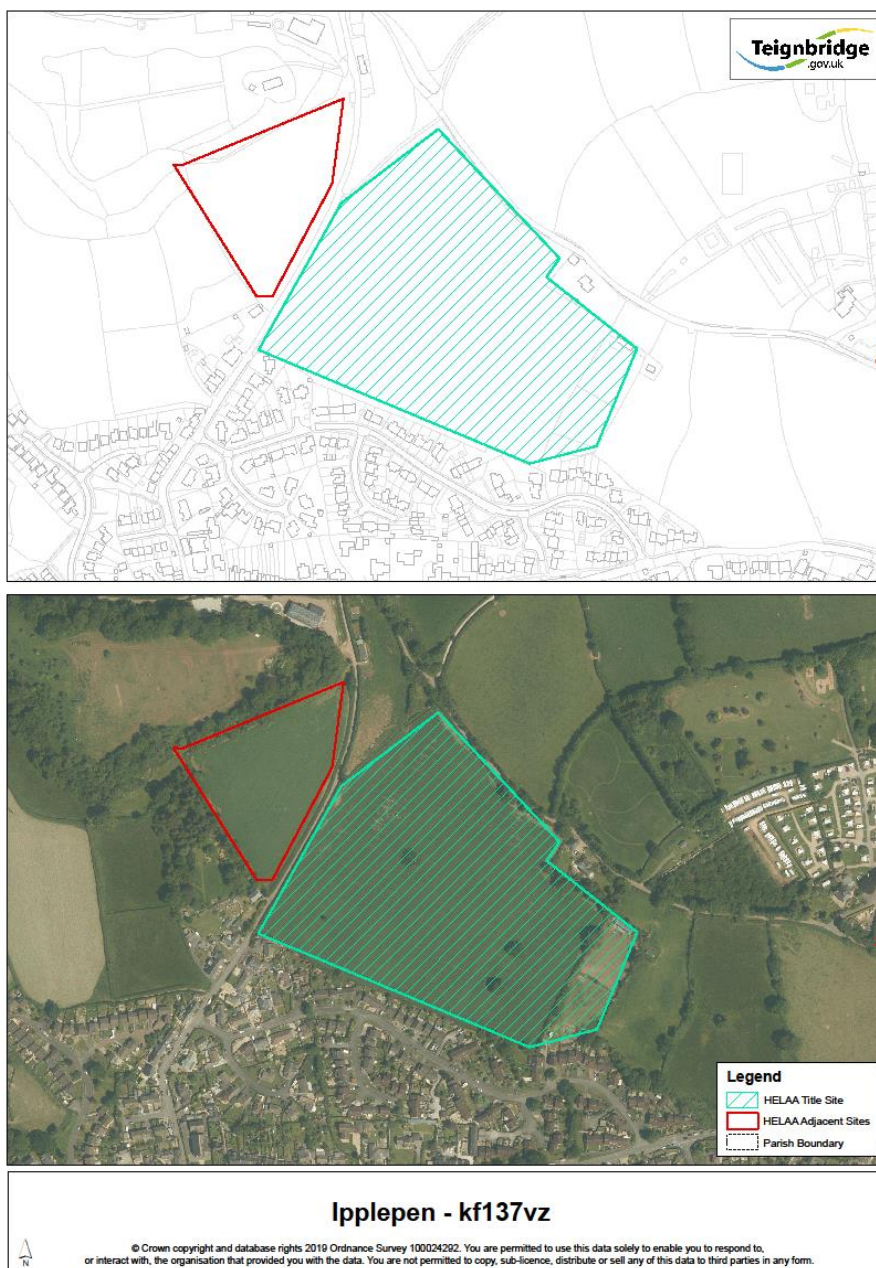 Teignbridge
.gov.uk
Legend
HELAA Title Site
HELAA Adjacent Sites
Parish Boundary
Ipplepen - kf137vz
N
© Crown copyright and database rights 2019 Ordnance Survey 100024292. You are permitted to use this data solely to enable you to respond to,
or interact with, the organisation that provided you with the data. You are not permitted to copy, sub-licence, distribute or sell any of this data to third parties in any form.